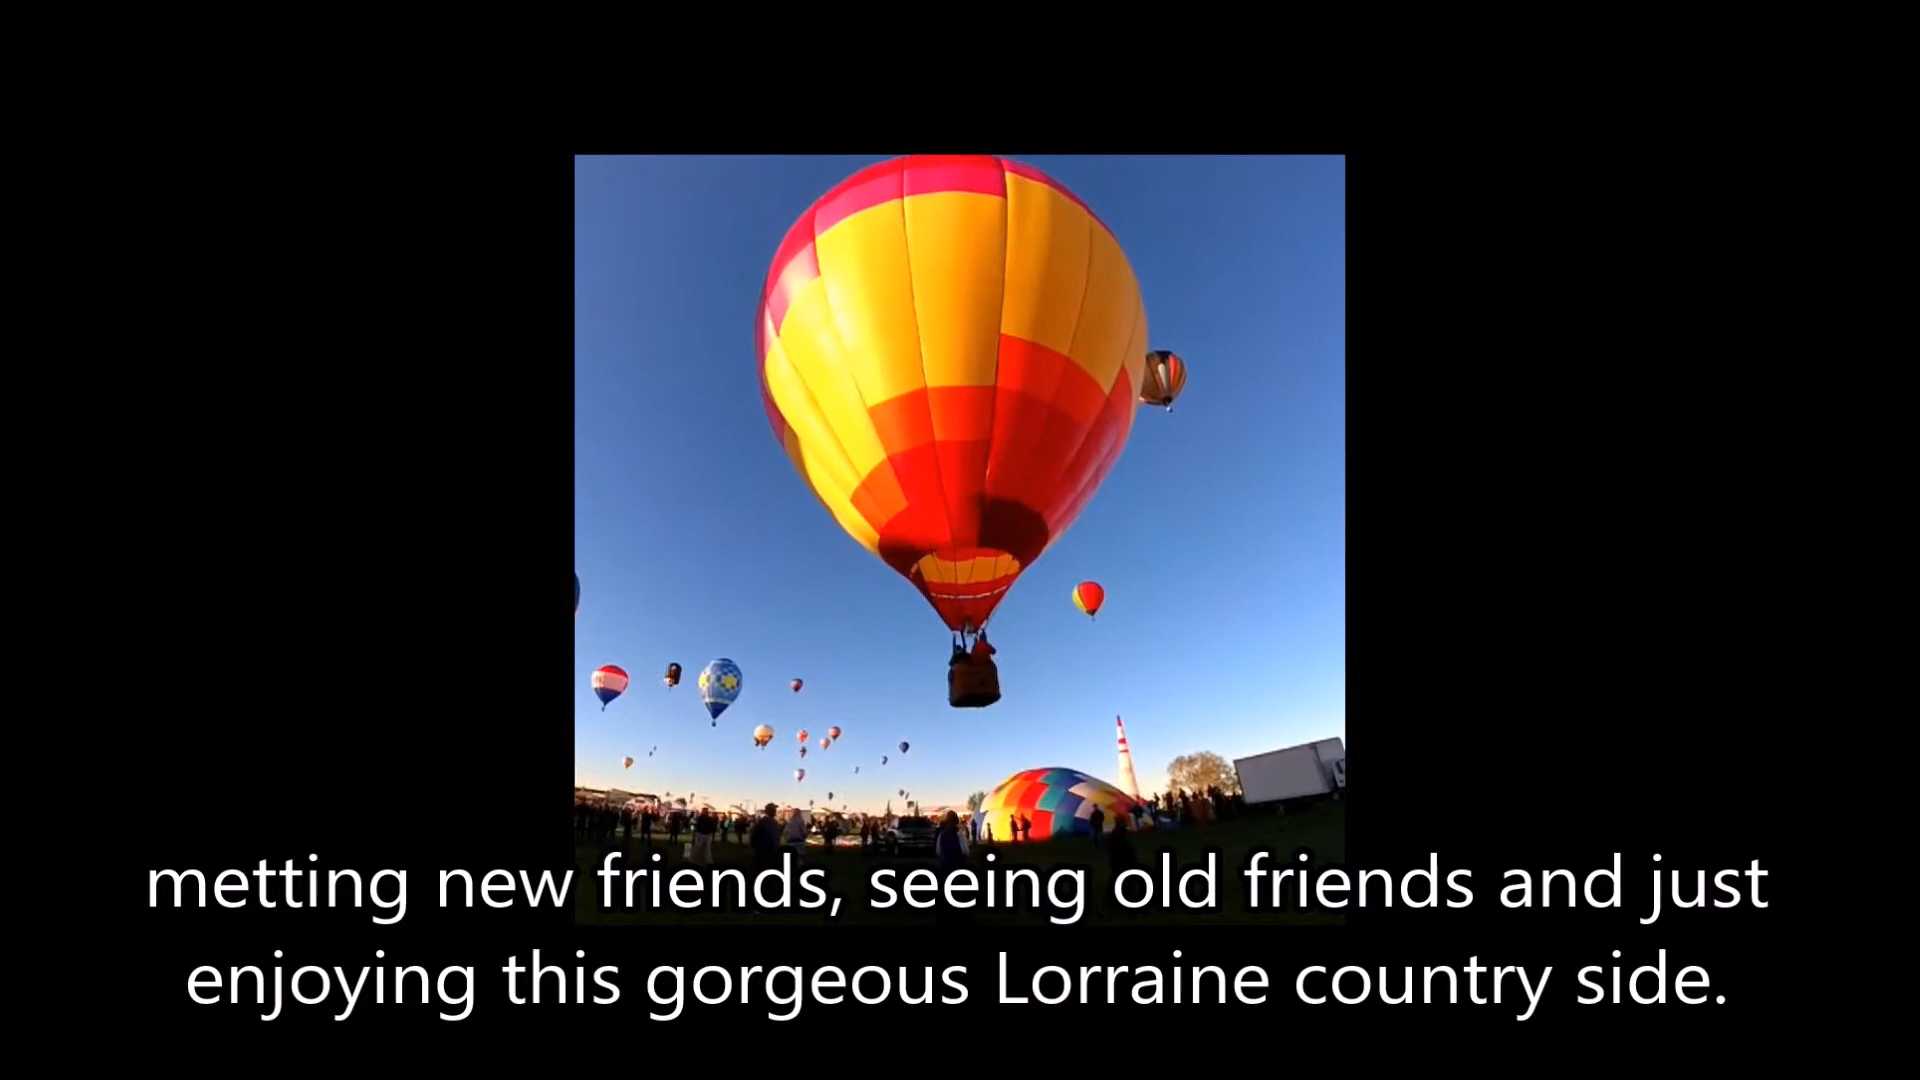 metting new friends, seeing old friends and just
enjoying this gorgeous Lorraine country side.